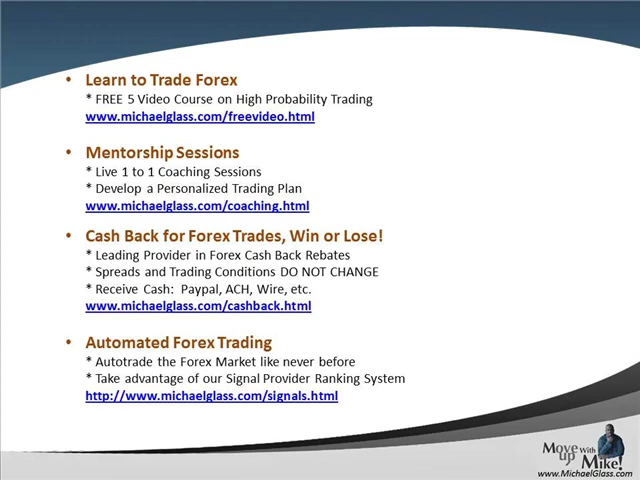 • Learn to Trade Forex
* FREE 5 Video Course on High Probability Trading
www.michaelglass.com/freevideo.html
• Mentorship Sessions
* Live 1 to 1 Coaching Sessions
* Develop a Personalized Trading Plan
www.michaelglass.com/coaching.html
• Cash Back for Forex Trades, Win or Lose!
* Leading Provider in Forex Cash Back Rebates
* Spreads and Trading Conditions DO NOT CHANGE
* Receive Cash: Paypal, ACH, Wire, etc.
www.michaelglass.com/cashback.html
• Automated Forex Trading
* Autotrade the Forex Market like never before
* Take advantage of our Signal Provider Ranking System
http://www.michaelglass.com/signals.html
Move up With Mike!
www.MichaelGlass.com